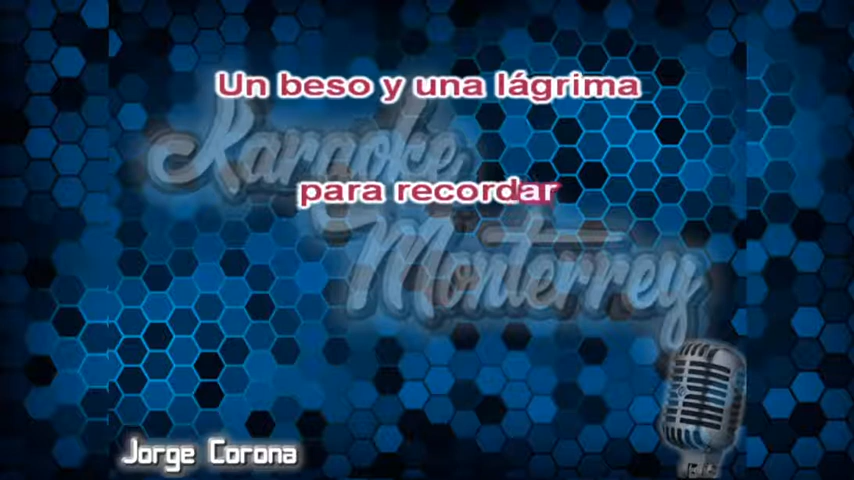 Un beso y una lágrima
Karaoke
para recordar
Monterrey
Jorge Corona